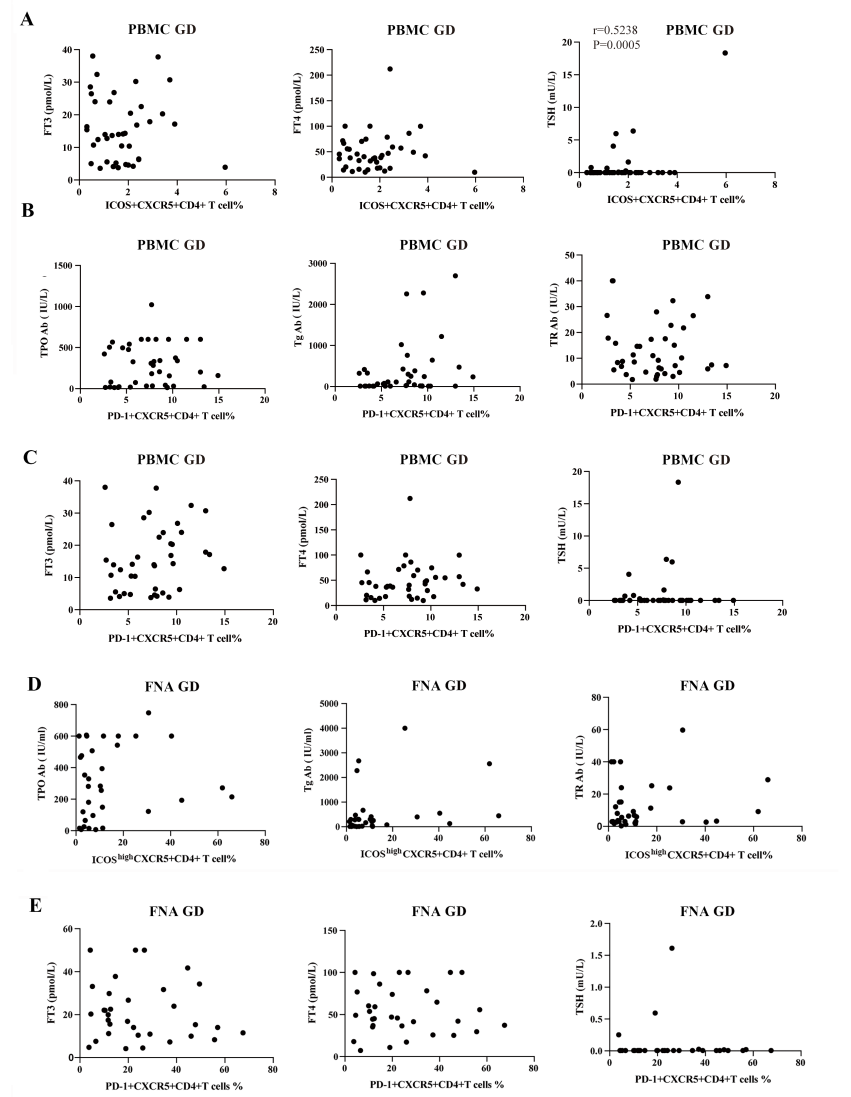 A
PBMC GD
PBMC GD
r=0.5238
P=0.0005
PBMC GD
FT3 (pmol/L)
40
30
20
10
0
0 2 4 6 8
ICOS+CXCR5+CD4+ T cell%
FT4 (pmol/L)
250
200
150
100
50
0
0 2 4 6 8
ICOS+CXCR5+CD4+ T cell%
TSH (mU/L)
20
15
10
5
0
0 2 4 6 8
ICOS+CXCR5+CD4+ T cell%
B
PBMC GD
PBMC GD
PBMC GD
TPO Ab ( IU/L)
1500
1000
500
0
0 5 10 15 20
PD-1+CXCR5+CD4+ T cell%
Tg Ab ( IU/L)
3000
2000
1000
0
0 5 10 15 20
PD-1+CXCR5+CD4+ T cell%
TR Ab ( IU/L)
50
40
30
20
10
0
0 5 10 15 20
PD-1+CXCR5+CD4+ T cell%
C
PBMC GD
PBMC GD
PBMC GD
FT3 (pmol/L)
40
30
20
10
0
0 5 10 15 20
PD-1+CXCR5+CD4+ T cell%
FT4 (pmol/L)
250
200
150
100
50
0
0 5 10 15 20
PD-1+CXCR5+CD4+ T cell%
TSH (mU/L)
20
15
10
5
0
0 5 10 15 20
PD-1+CXCR5+CD4+ T cell%
D
FNA GD
FNA GD
FNA GD
TPO Ab ( IU/ml)
800
600
400
200
0
0 20 40 60 80
ICOShighCXCR5+CD4+ T cell%
Tg Ab ( IU/ml)
5000
4000
3000
2000
1000
0
0 20 40 60 80
ICOShighCXCR5+CD4+ T cell%
TR Ab ( IU/L)
80
60
40
20
0
0 20 40 60 80
ICOShighCXCR5+CD4+ T cell%
E
FNA GD
FNA GD
FNA GD
FT3 (pmol/L)
60
40
20
0
0 20 40 60 80
PD-1+CXCR5+CD4+T cells %
FT4 (pmol/L)
150
100
50
0
0 20 40 60 80
PD-1+CXCR5+CD4+T cells %
TSH (mU/L)
2.0
1.5
1.0
0.5
0.0
0 20 40 60 80
PD-1+CXCR5+CD4+T cells %